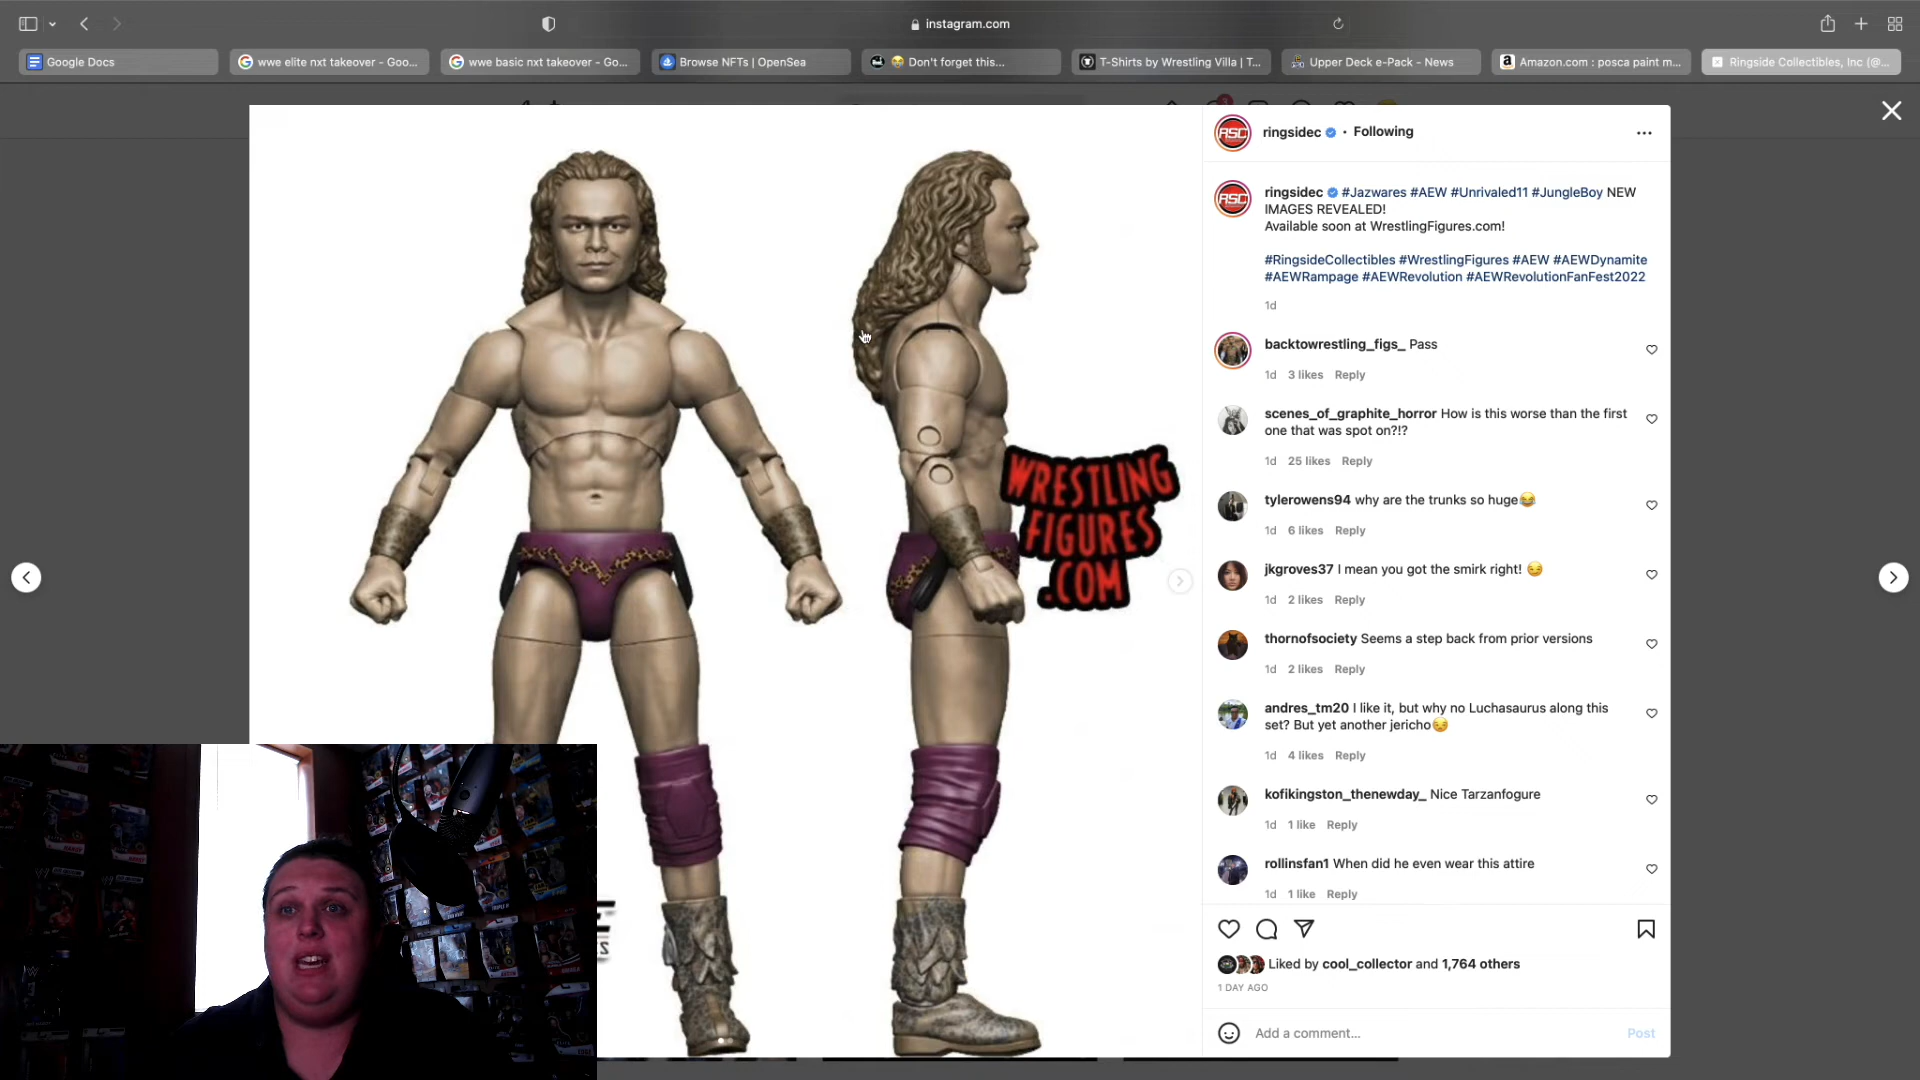 instagram.com
Google Docs
wwe elite nxt takeover - Goo...
wwe basic nxt takeover - Go...
Browse NFTs | OpenSea
😂 Don't forget this...
T-Shirts by Wrestling Villa | T...
Upper Deck e-Pack - News
Amazon.com : posca paint m...
Ringside Collectibles, Inc (@...
RSC
ringsidec • Following
RSC
ringsidec #Jazwares #AEW #Unrivaled11 #JungleBoy NEW
IMAGES REVEALED!
Available soon at WrestlingFigures.com!
#RingsideCollectibles #WrestlingFigures #AEW #AEWDynamite
#AEWRampage #AEWRevolution #AEWRevolutionFanFest2022
1d
backtowrestling_figs_ Pass
1d 3 likes Reply
scenes_of_graphite_horror How is this worse than the first
one that was spot on?!?
1d 25 likes Reply
tylerowens94 why are the trunks so huge😂
1d 6 likes Reply
jkgroves37 I mean you got the smirk right! 😏
1d 2 likes Reply
thornofsociety Seems a step back from prior versions
1d 2 likes Reply
andres_tm20 I like it, but why no Luchasaurus along this
set? But yet another jericho😏
1d 4 likes Reply
kofikingston_thenewday_ Nice Tarzanfogure
1d 1 like Reply
rollinsfan1 When did he even wear this attire
1d 1 like Reply
WRESTLING
FIGURES
.COM
Liked by cool_collector and 1,764 others
1 DAY AGO
Add a comment...
Post